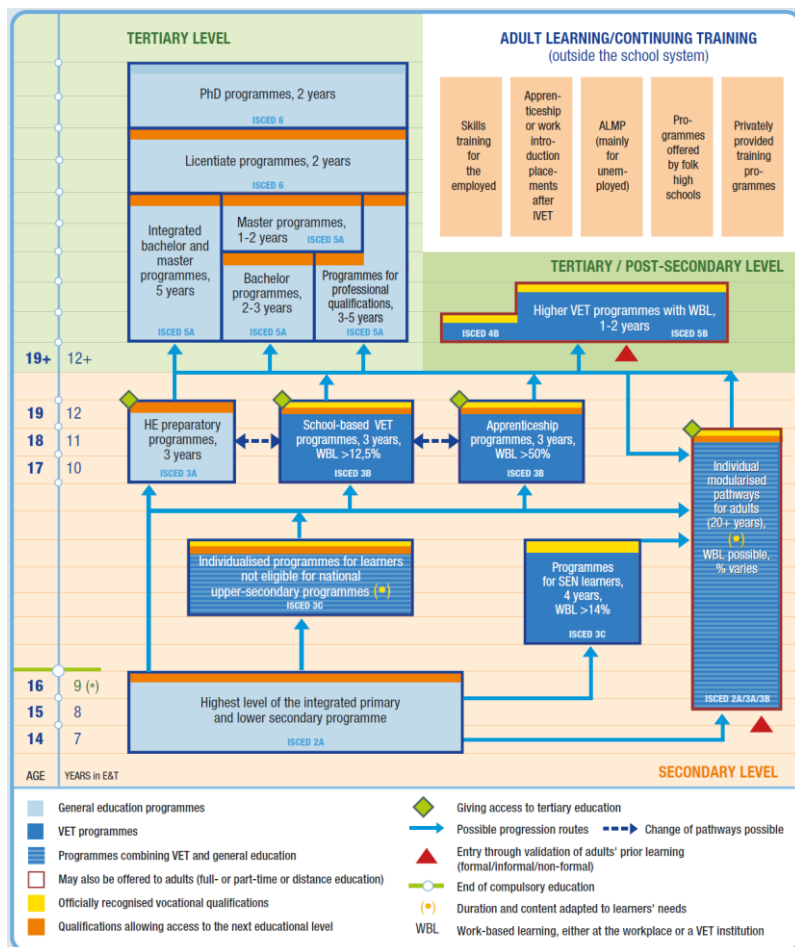 TERTIARY LEVEL
ADULT LEARNING/CONTINUING TRAINING
(outside the school system)
PhD programmes, 2 years
ISCED 6
Licentiate programmes, 2 years
ISCED 6
Integrated
bachelor and
master
programmes,
5 years
ISCED 5A
Master programmes,
1-2 years ISCED 5A
Bachelor
programmes,
2-3 years
ISCED 5A
Programmes for
professional
qualifications,
3-5 years
ISCED 5A
Skills
training
for
the
employed
Appren-
ticeship
or work
intro-
duction
place-
ments
after
IVET
ALMP
(mainly
for
unem-
ployed)
Pro-
grammes
offered
by folk
high
schools
Privately
provided
training
pro-
grammes
TERTIARY / POST-SECONDARY LEVEL
Higher VET programmes with WBL,
1-2 years
ISCED 4B
ISCED 5B
19+ 12+
19 12
18 11
17 10
HE preparatory
programmes,
3 years
ISCED 3A
School-based VET
programmes, 3 years,
WBL >12,5%
ISCED 3B
Apprenticeship
programmes, 3 years,
WBL >50%
ISCED 3B
Individual
modularised
pathways
for adults
(20+ years),
(•)
WBL possible,
% varies
ISCED 2A/3A/3B
Individualised programmes for learners
not eligible for national
upper-secondary programmes (•)
ISCED 3C
Programmes
for SEN learners,
4 years,
WBL >14%
ISCED 3C
16 9 (*)
15 8
14 7
Highest level of the integrated primary
and lower secondary programme
ISCED 2A
AGE YEARS in E&T
SECONDARY LEVEL
General education programmes
VET programmes
Programmes combining VET and general education
May also be offered to adults (full- or part-time or distance education)
Officially recognised vocational qualifications
Qualifications allowing access to the next educational level
Giving access to tertiary education
Possible progression routes
Change of pathways possible
Entry through validation of adults' prior learning
(formal/informal/non-formal)
End of compulsory education
(•) Duration and content adapted to learners' needs
WBL Work-based learning, either at the workplace or a VET institution